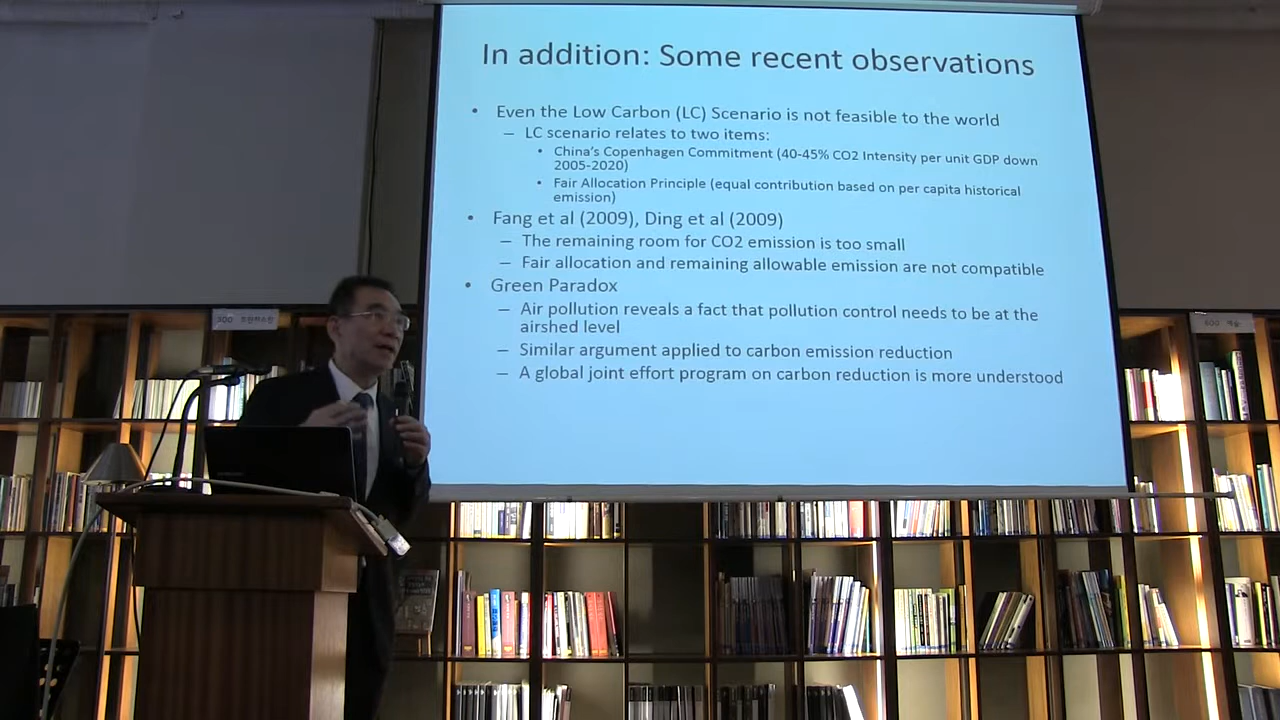 In addition: Some recent observations
• Even the Low Carbon (LC) Scenario is not feasible to the world
– LC scenario relates to two items:
• China's Copenhagen Commitment (40-45% CO2 Intensity per unit GDP down
2005-2020)
• Fair Allocation Principle (equal contribution based on per capita historical
emission)
• Fang et al (2009), Ding et al (2009)
– The remaining room for CO2 emission is too small
– Fair allocation and remaining allowable emission are not compatible
• Green Paradox
– Air pollution reveals a fact that pollution control needs to be at the
airshed level
– Similar argument applied to carbon emission reduction
– A global joint effort program on carbon reduction is more understood
600 예술